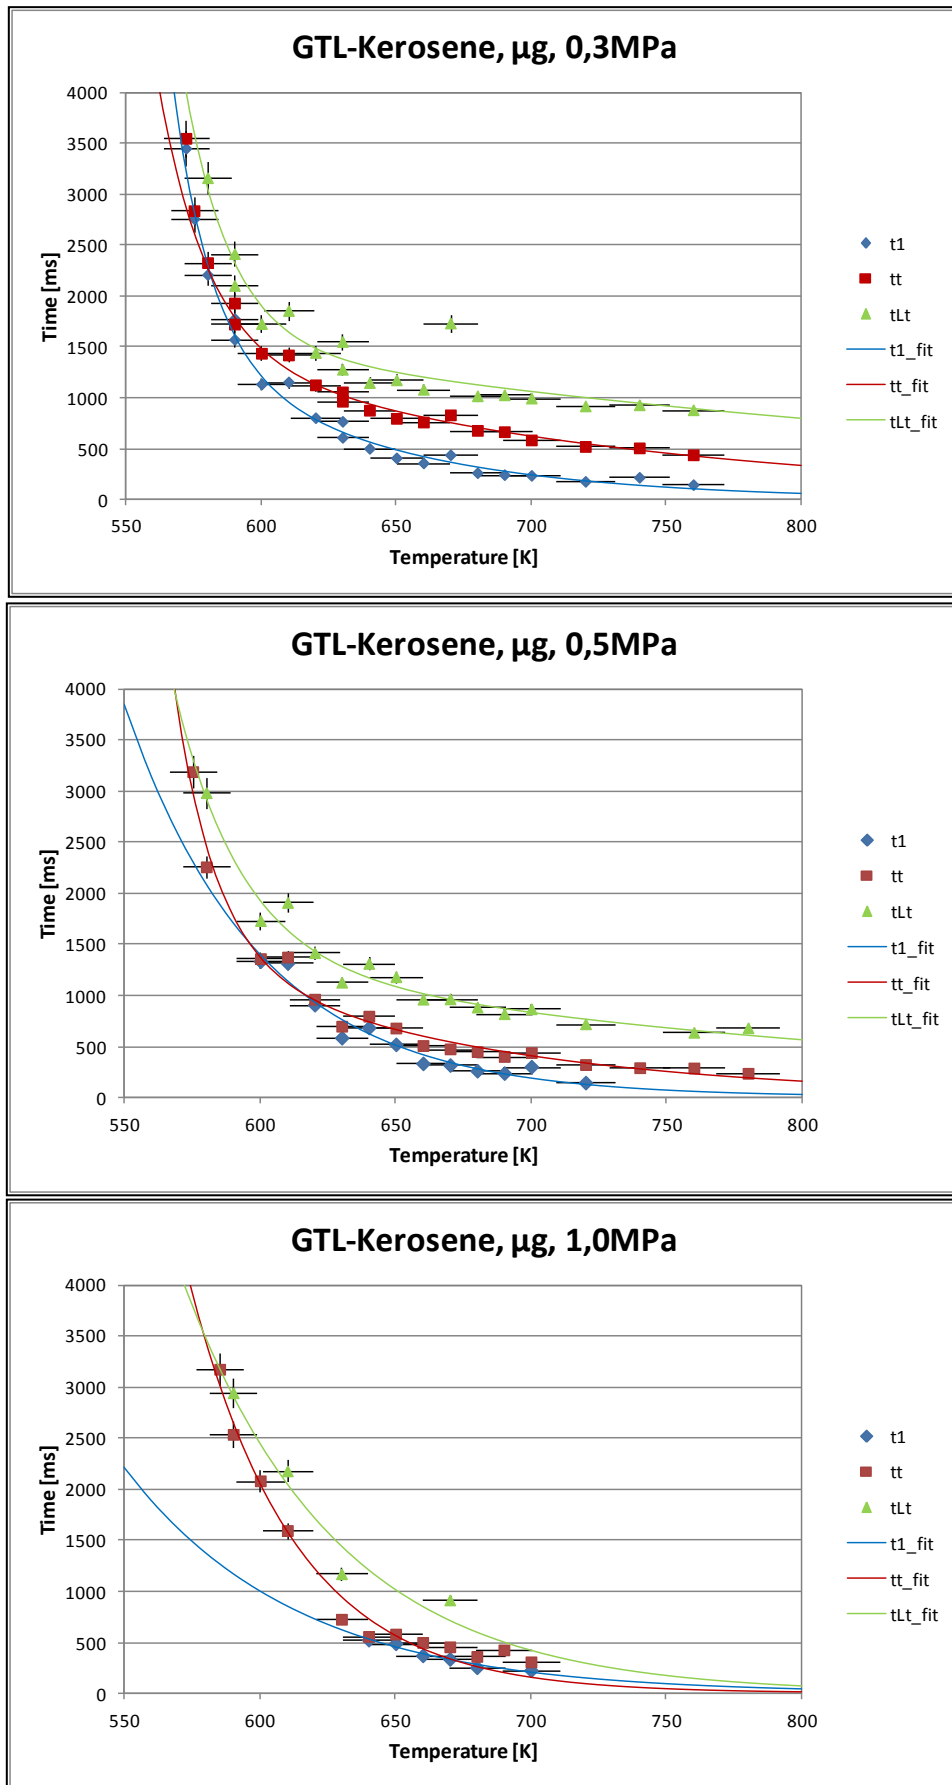 GTL-Kerosene, µg, 0,3MPa
4000
3500
3000
2500
2000
1500
1000
500
0
Time [ms]
550 600 650 700 750 800
Temperature [K]
t1
tt
tLt
t1_fit
tt_fit
tLt_fit
GTL-Kerosene, µg, 0,5MPa
4000
3500
3000
2500
2000
1500
1000
500
0
Time [ms]
550 600 650 700 750 800
Temperature [K]
t1
tt
tLt
t1_fit
tt_fit
tLt_fit
GTL-Kerosene, µg, 1,0MPa
4000
3500
3000
2500
2000
1500
1000
500
0
Time [ms]
550 600 650 700 750 800
Temperature [K]
t1
tt
tLt
t1_fit
tt_fit
tLt_fit